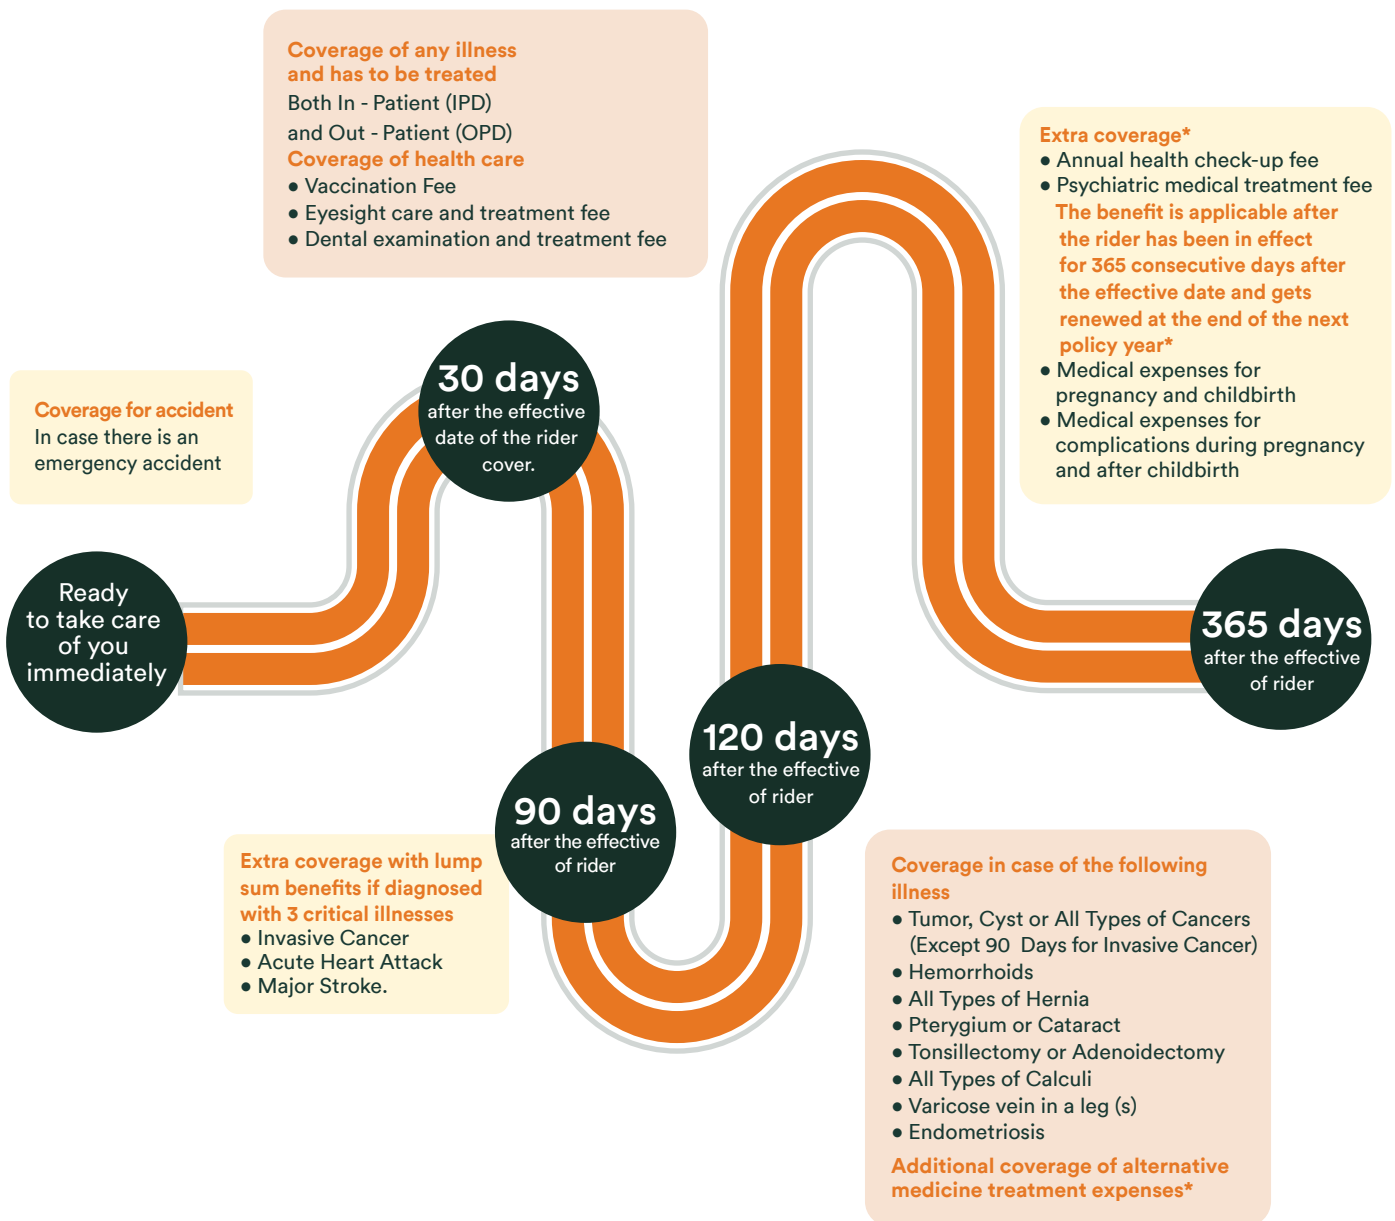 Coverage for accident
In case there is an
emergency accident
Ready
to take care
of you
immediately
Coverage of any illness
and has to be treated
Both In - Patient (IPD)
and Out - Patient (OPD)
Coverage of health care
● Vaccination Fee
● Eyesight care and treatment fee
● Dental examination and treatment fee
30 days
after the effective
date of the rider
cover.
90 days
after the effective
of rider
Extra coverage with lump
sum benefits if diagnosed
with 3 critical illnesses
● Invasive Cancer
● Acute Heart Attack
● Major Stroke.
120 days
after the effective
of rider
Coverage in case of the following
illness
● Tumor, Cyst or All Types of Cancers
(Except 90 Days for Invasive Cancer)
● Hemorrhoids
● All Types of Hernia
● Pterygium or Cataract
● Tonsillectomy or Adenoidectomy
● All Types of Calculi
● Varicose vein in a leg (s)
● Endometriosis
Additional coverage of alternative
medicine treatment expenses*
Extra coverage*
● Annual health check-up fee
● Psychiatric medical treatment fee
The benefit is applicable after
the rider has been in effect
for 365 consecutive days after
the effective date and gets
renewed at the end of the next
policy year*
● Medical expenses for
pregnancy and childbirth
● Medical expenses for
complications during pregnancy
and after childbirth
365 days
after the effective
of rider